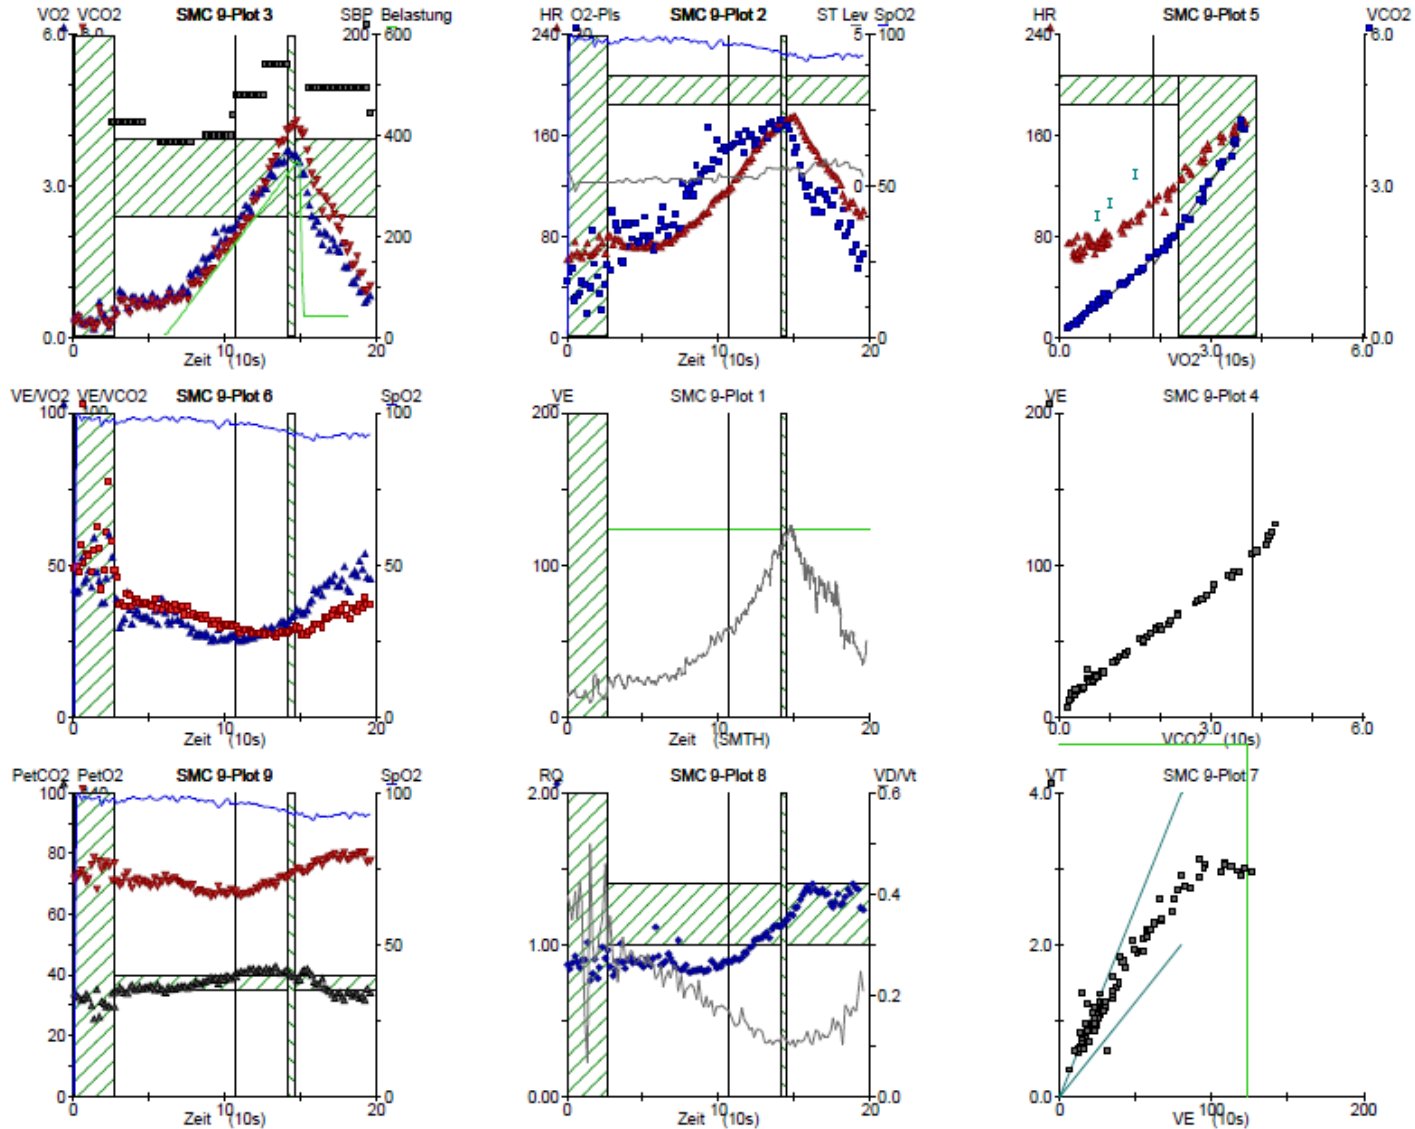 VO2 VCO2 SMC 9-Plot 3 SBP Belastung
6.0 200 600
400
3.0
200
0.0 0
0 10 20
Zeit (10s)
HR O2-Pls SMC 9-Plot 2 ST Lev SpO2
240 5 100
160
0 50
80
0 0
0 10 20
Zeit (10s)
HR SMC 9-Plot 5 VCO2
240 6.0
160
3.0
80
0 0.0
0.0 3.0 6.0
VO2 (10s)
VE/VO2 VE/VCO2 SMC 9-Plot 6 SpO2
100 100 100
50 50
0 0
0 10 20
Zeit (10s)
VE SMC 9-Plot 1
200
100
0
0 10 20
Zeit (SMTH)
VE SMC 9-Plot 4
200
100
0
0.0 3.0 6.0
VCO2 (10s)
PetCO2 PetO2 SMC 9-Plot 9 SpO2
100 100
80
60
50
40
20
0 0
0 10 20
Zeit (10s)
RQ SMC 9-Plot 8 VD/Vt
2.00 0.6
0.4
1.00
0.2
0.00 0.0
0 10 20
Zeit (10s)
VT SMC 9-Plot 7
4.0
2.0
0.0
0 100 200
VE (10s)